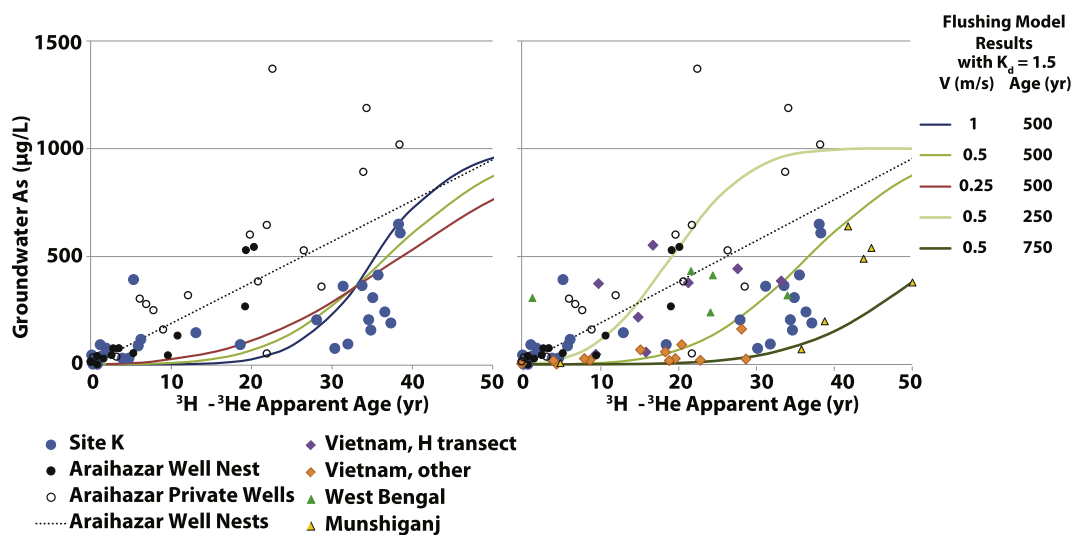 Flushing Model
Results
with Kd = 1.5
V (m/s) Age (yr)
1 500
0.5 500
0.25 500
0.5 250
0.5 750
Groundwater As (µg/L)
1500
1000
500
0
0 10 20 30 40 50
³H -³He Apparent Age (yr)
0 10 20 30 40 50
³H -³He Apparent Age (yr)
Site K
Araihazar Well Nest
Araihazar Private Wells
Araihazar Well Nests
Vietnam, H transect
Vietnam, other
West Bengal
Munshiganj